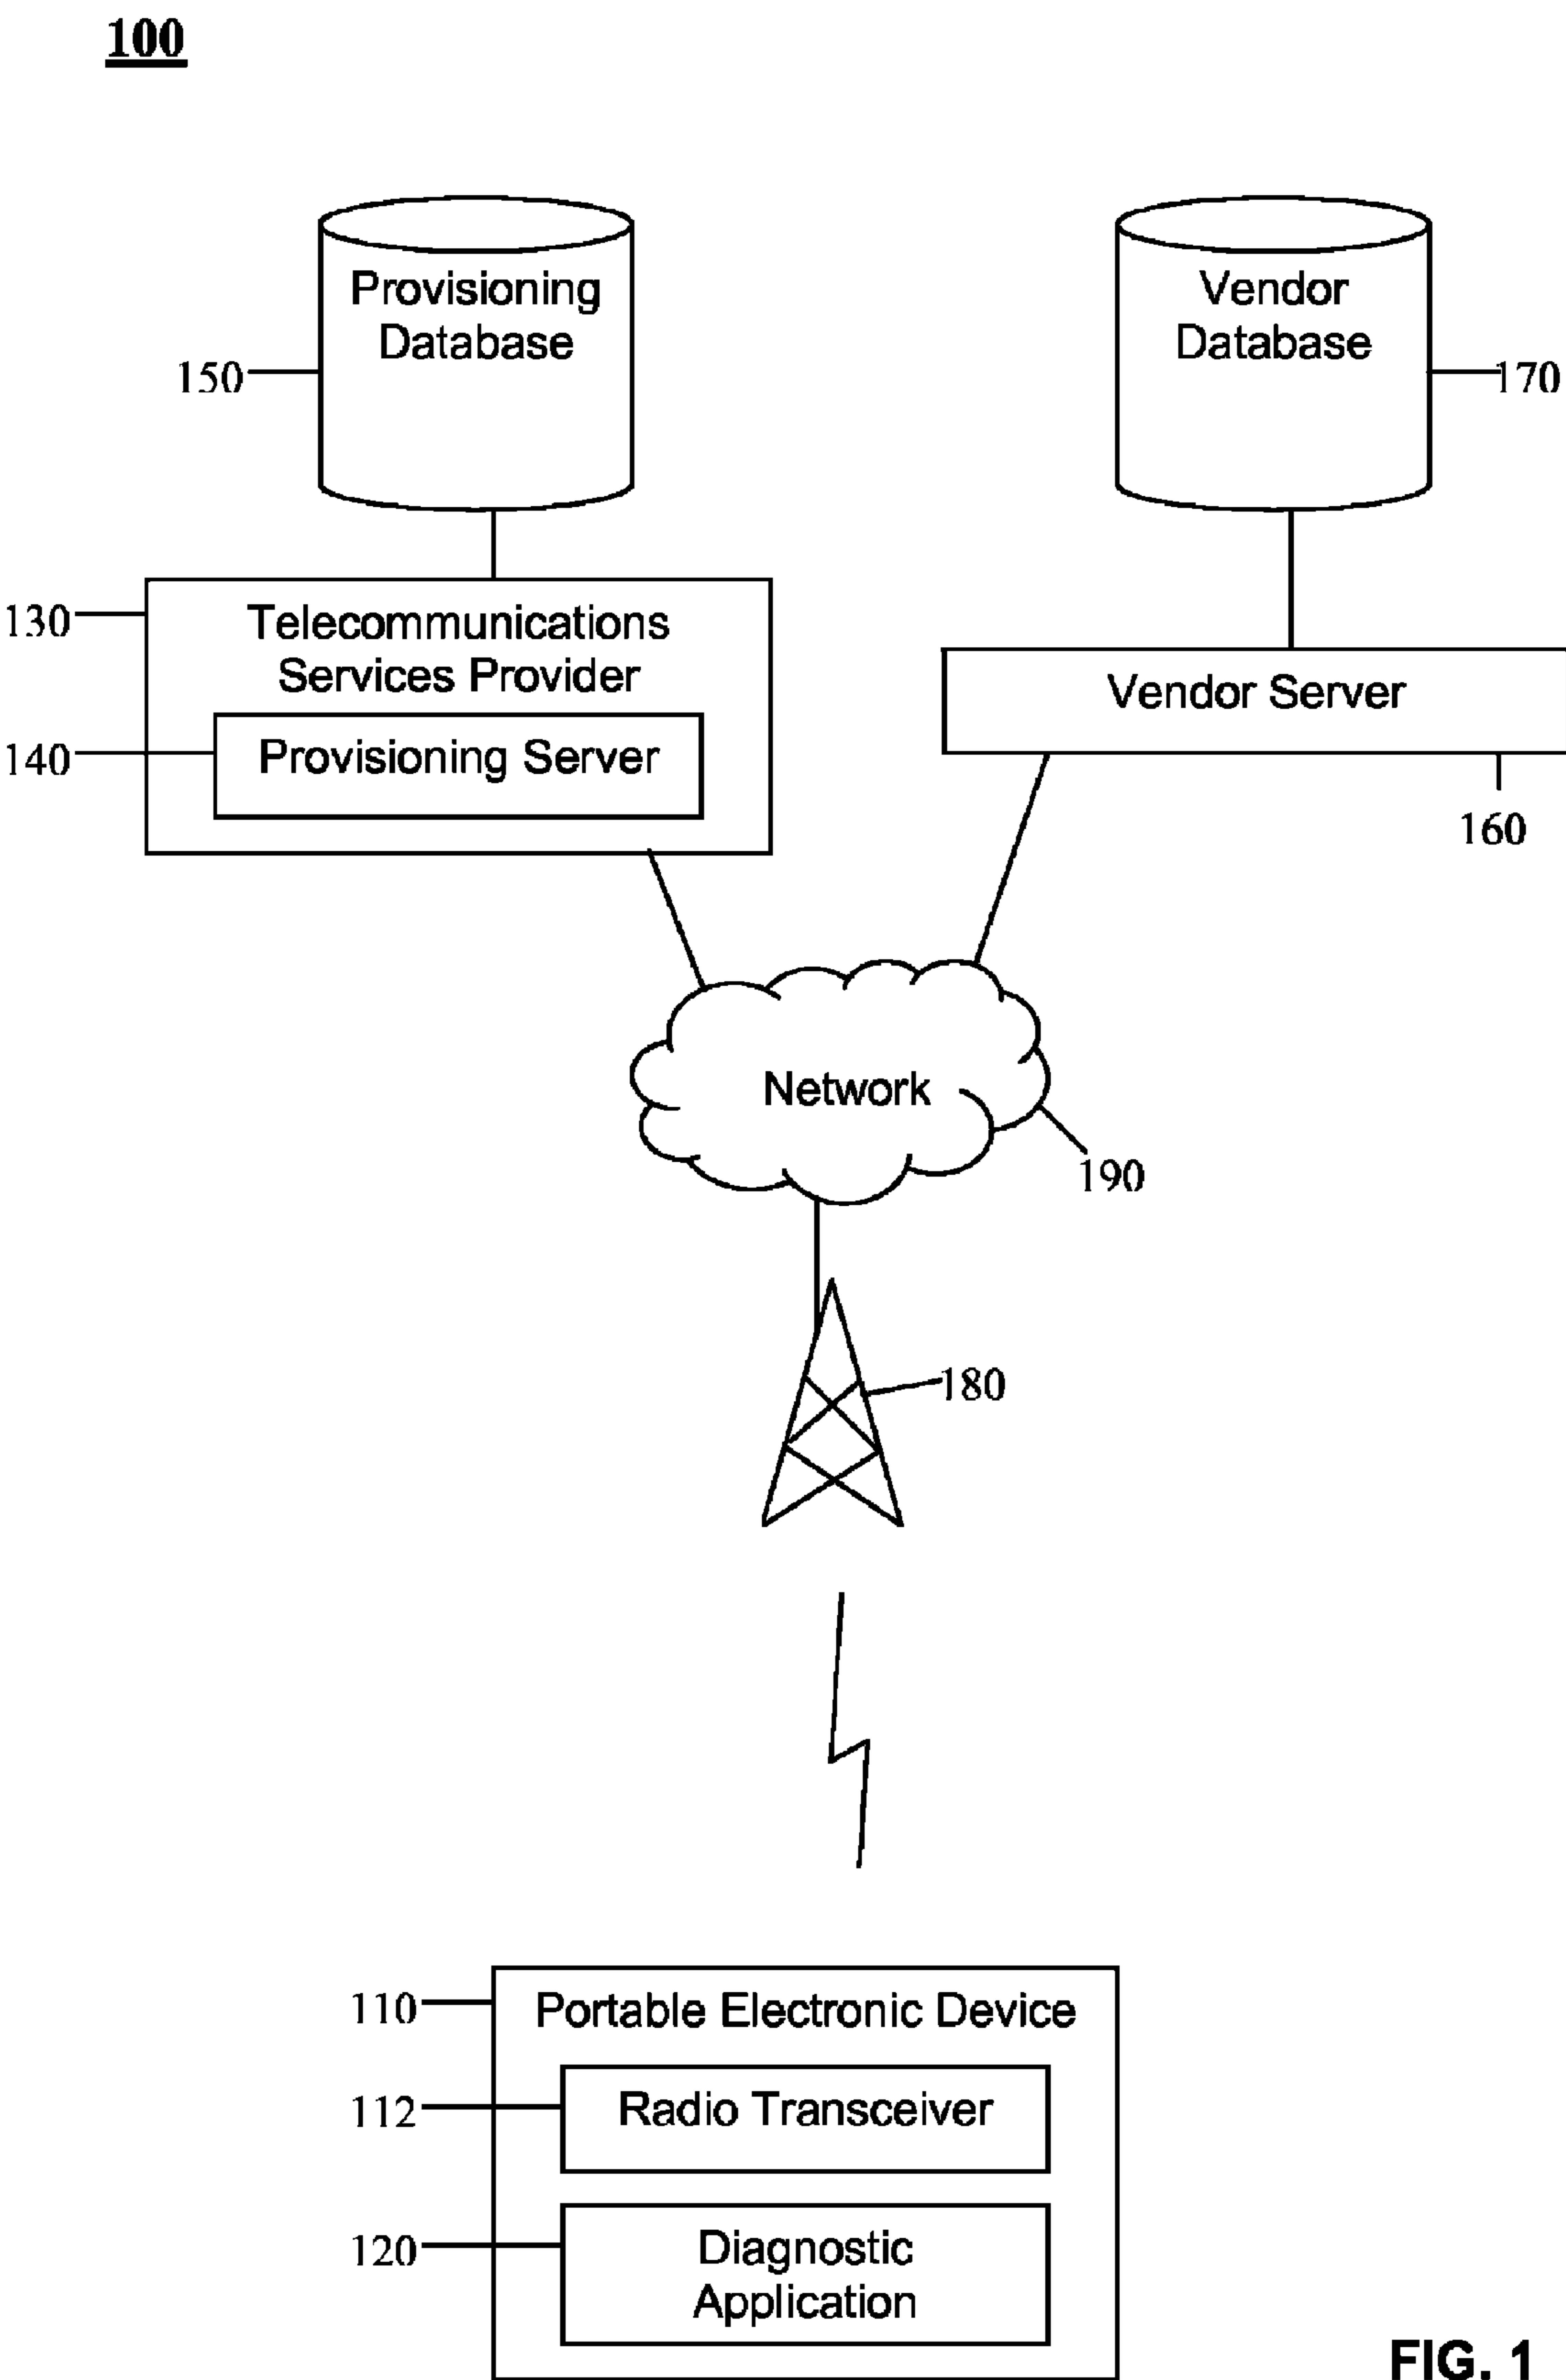 100
Provisioning
Database
150
Vendor
Database
170
130
Telecommunications
Services Provider
140
Provisioning Server
Vendor Server
160
Network
190
180
110
Portable Electronic Device
112
Radio Transceiver
120
Diagnostic
Application
FIG. 1